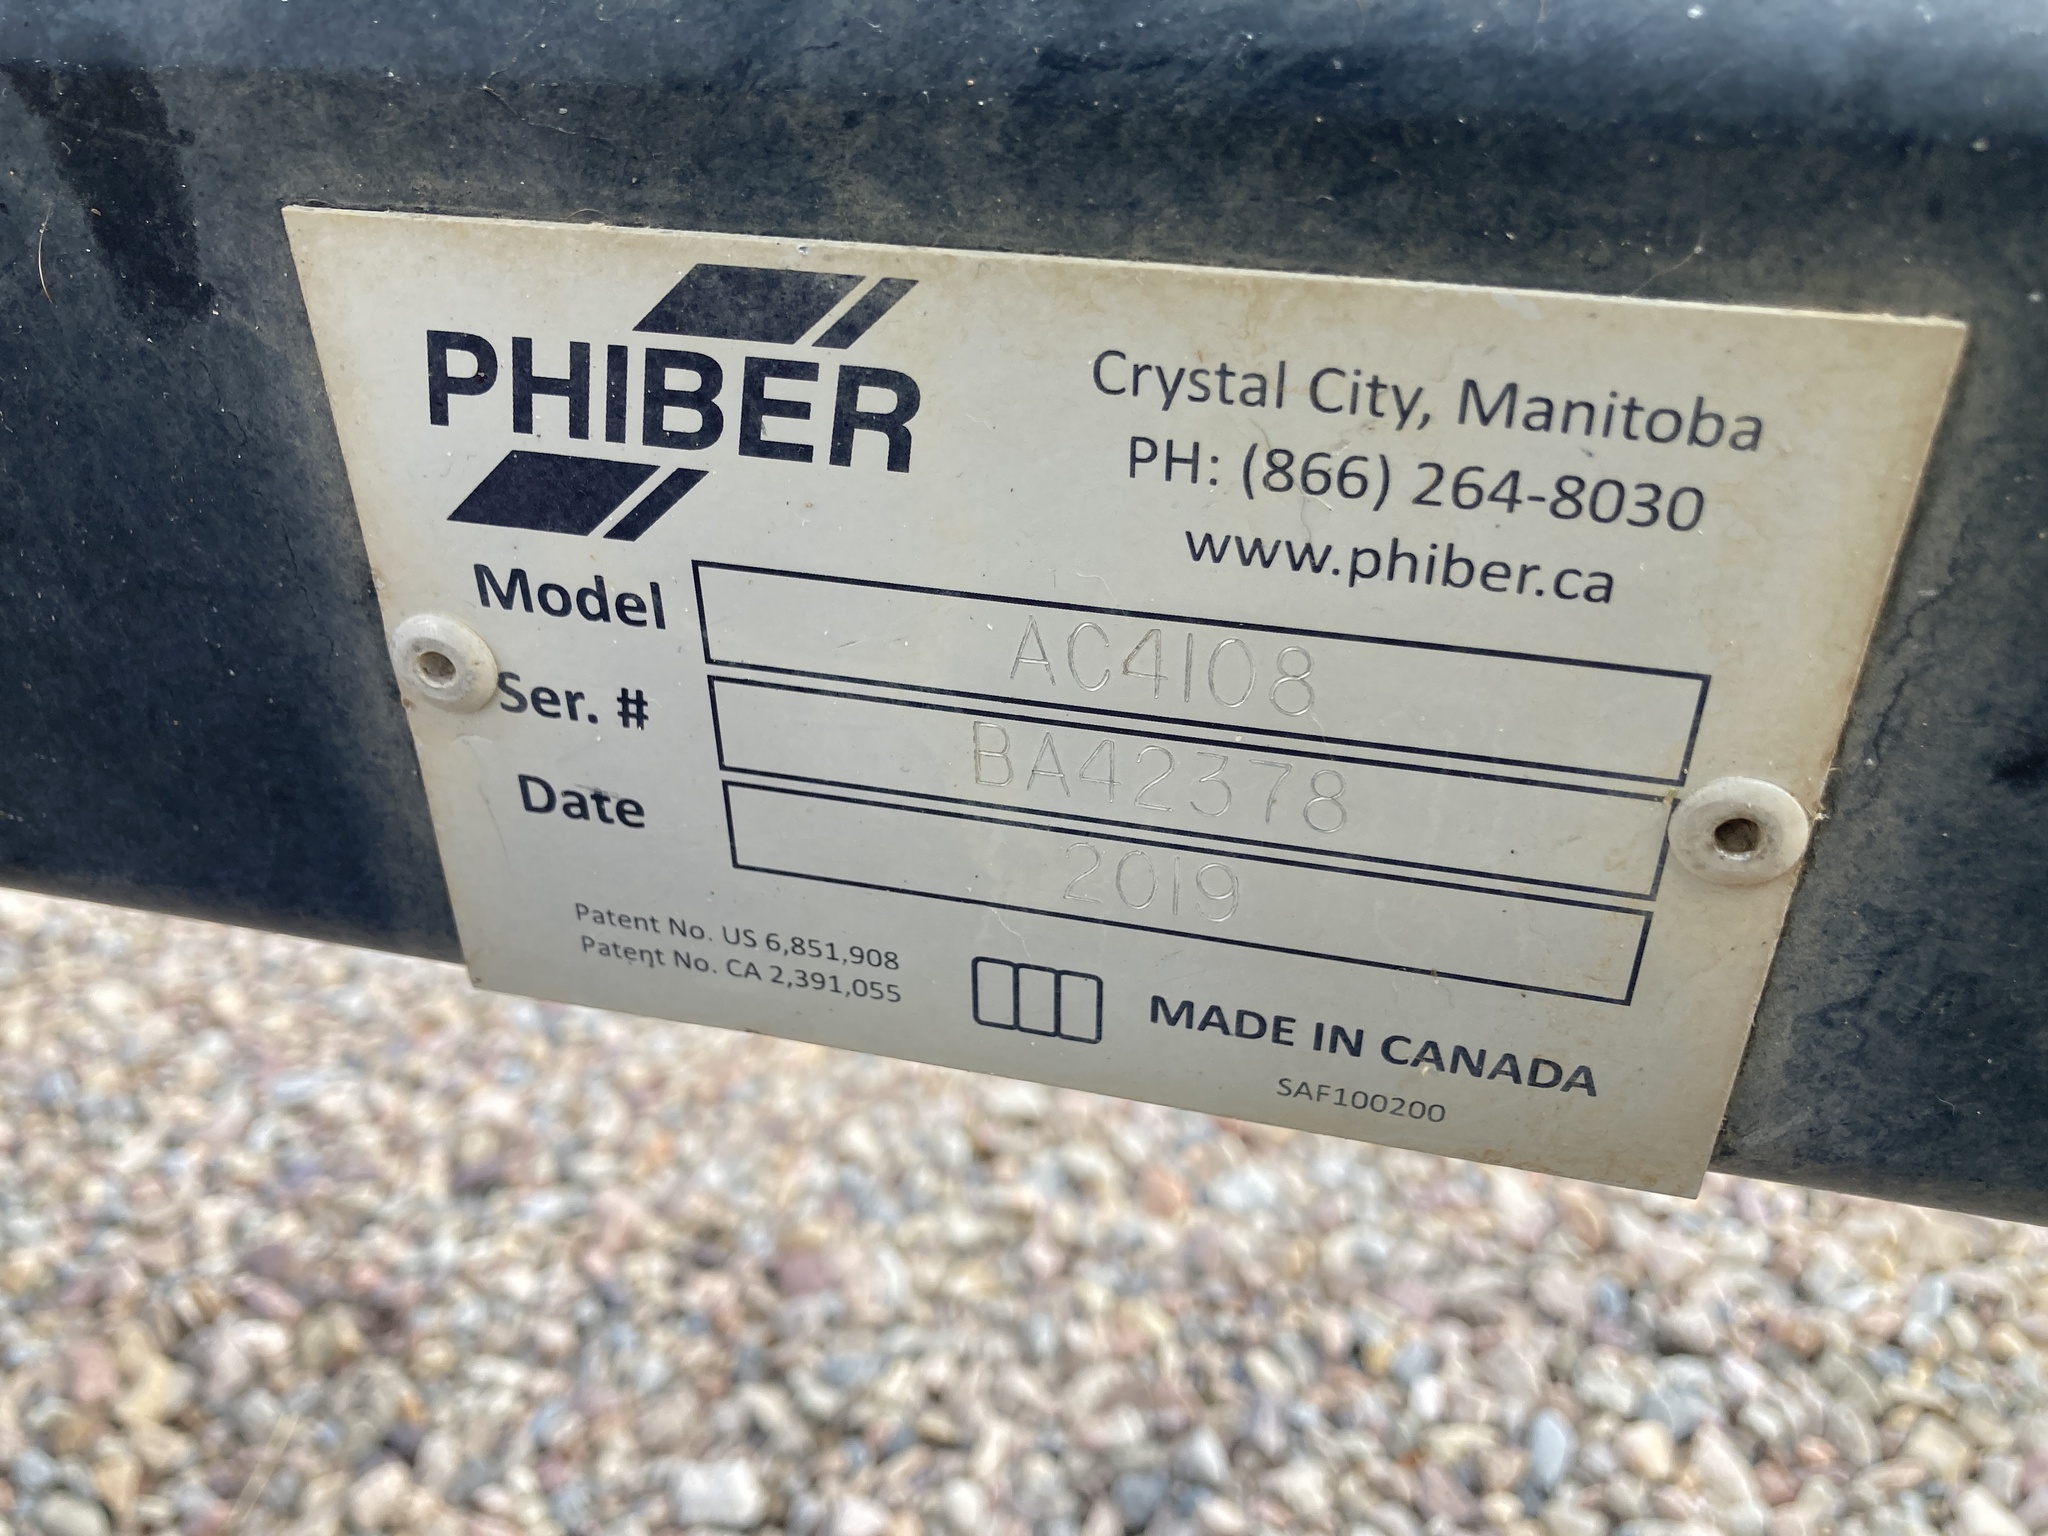 PHIBER
Crystal City, Manitoba
PH: (866) 264-8030
www.phiber.ca
Model AC4108
Ser. # BA42378
Date 2019
Patent No. US 6,851,908
Patent No. CA 2,391,055
MADE IN CANADA
SAF100200